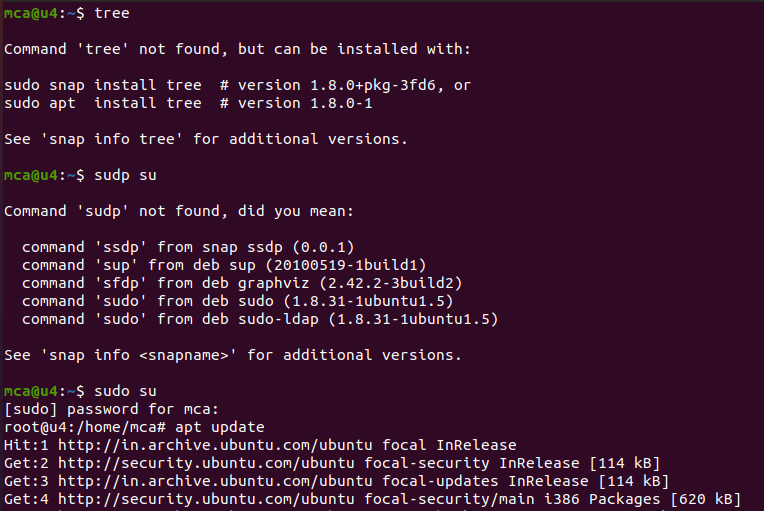 mca@u4:~$ tree
Command 'tree' not found, but can be installed with:
sudo snap install tree  # version 1.8.0+pkg-3fd6, or
sudo apt  install tree  # version 1.8.0-1
See 'snap info tree' for additional versions.
mca@u4:~$ sudp su
Command 'sudp' not found, did you mean:
  command 'ssdp' from snap ssdp (0.0.1)
  command 'sup' from deb sup (20100519-1build1)
  command 'sfdp' from deb graphviz (2.42.2-3build2)
  command 'sudo' from deb sudo (1.8.31-1ubuntu1.5)
  command 'sudo' from deb sudo-ldap (1.8.31-1ubuntu1.5)
See 'snap info <snapname>' for additional versions.
mca@u4:~$ sudo su
[sudo] password for mca:
root@u4:/home/mca# apt update
Hit:1 http://in.archive.ubuntu.com/ubuntu focal InRelease
Get:2 http://security.ubuntu.com/ubuntu focal-security InRelease [114 kB]
Get:3 http://in.archive.ubuntu.com/ubuntu focal-updates InRelease [114 kB]
Get:4 http://security.ubuntu.com/ubuntu focal-security/main i386 Packages [620 kB]